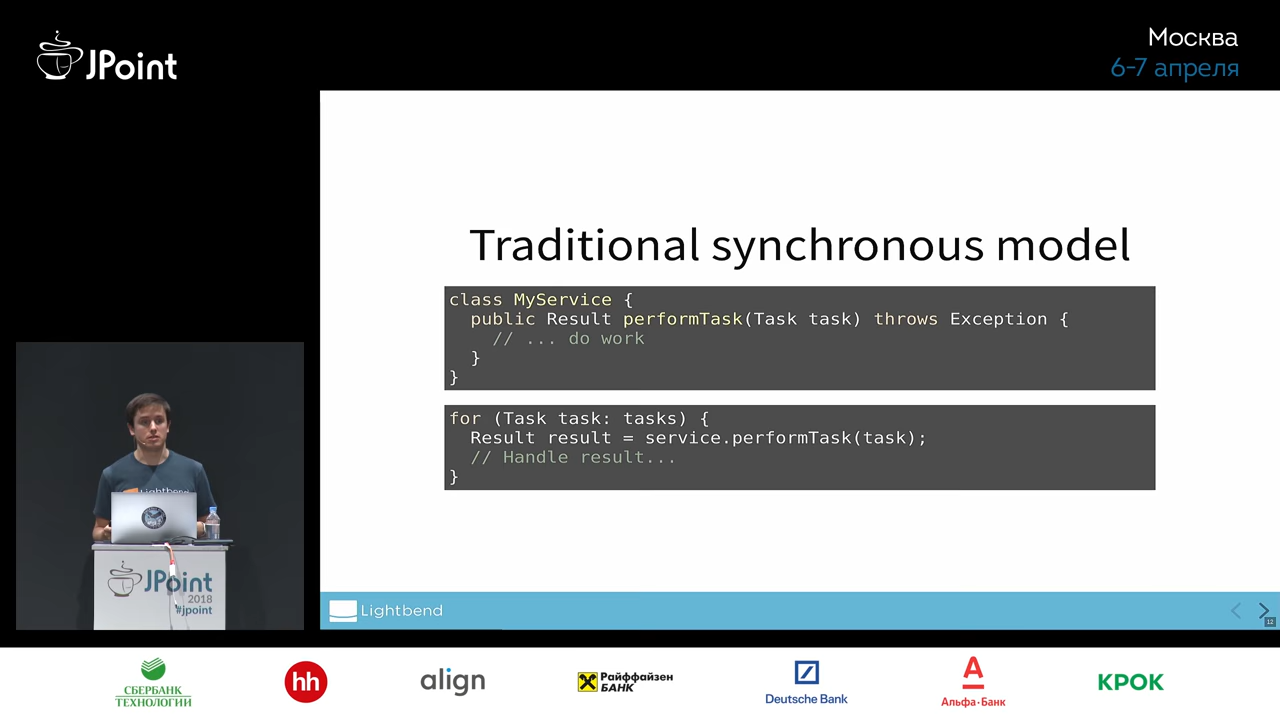 JPoint
Москва
6-7 апреля
Traditional synchronous model
class MyService {
public Result performTask(Task task) throws Exception {
// ... do work
}
}
for (Task task: tasks) {
Result result = service.performTask(task);
// Handle result...
}
Lightbend
12
Lightbend
JPoint
2018
#jpoint
СБЕРБАНК
ТЕХНОЛОГИИ
hh
align
Райффайзен
БАНК
Deutsche Bank
А
Альфа·Банк
КРОК